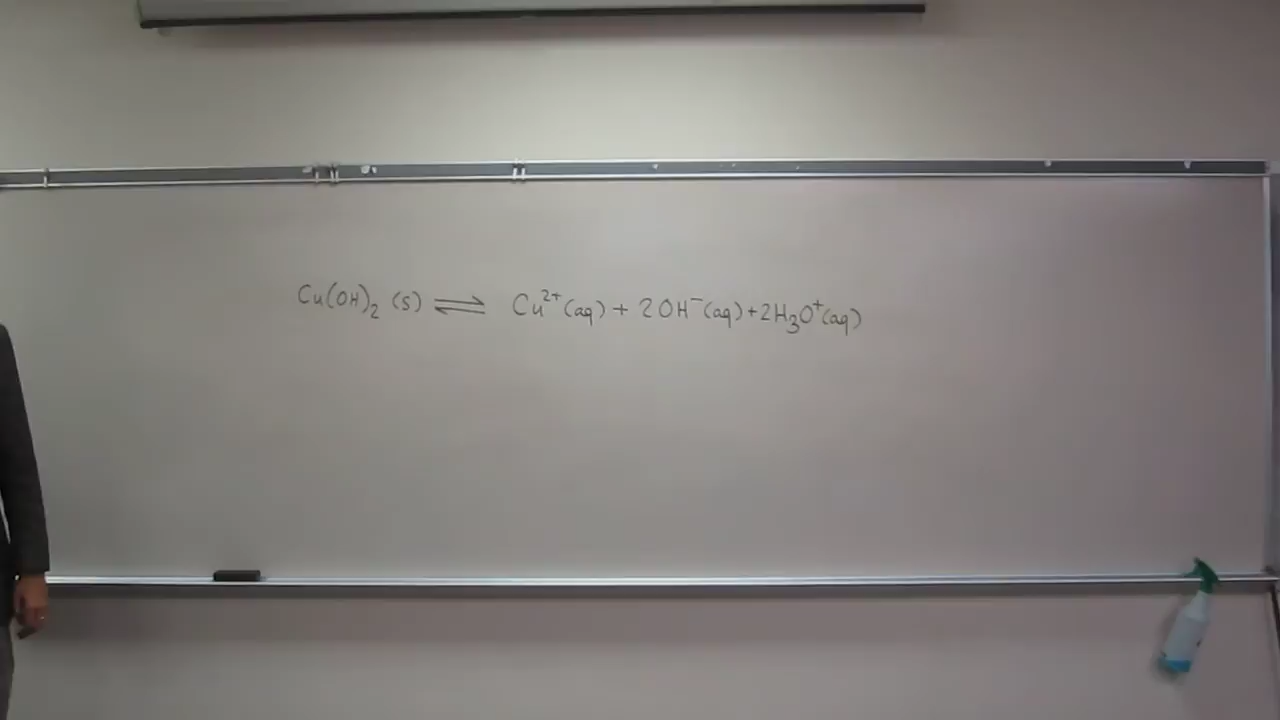 Cu(OH)₂ (s) ⇌ Cu²⁺(aq) + 2OH⁻(aq) + 2H₃O⁺(aq)